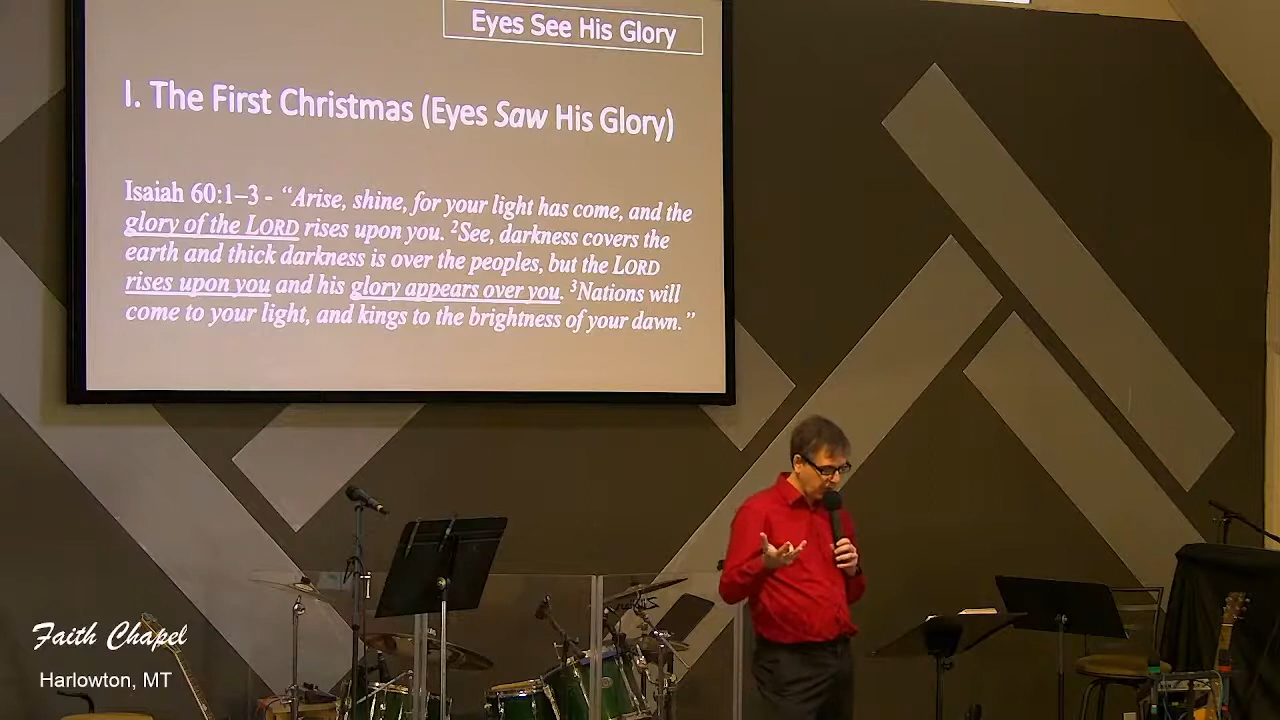 Eyes See His Glory
I. The First Christmas (Eyes Saw His Glory)
Isaiah 60:1–3 - “Arise, shine, for your light has come, and the
glory of the LORD rises upon you. ²See, darkness covers the
earth and thick darkness is over the peoples, but the LORD
rises upon you and his glory appears over you. ³Nations will
come to your light, and kings to the brightness of your dawn.”
Faith Chapel
Harlowton, MT